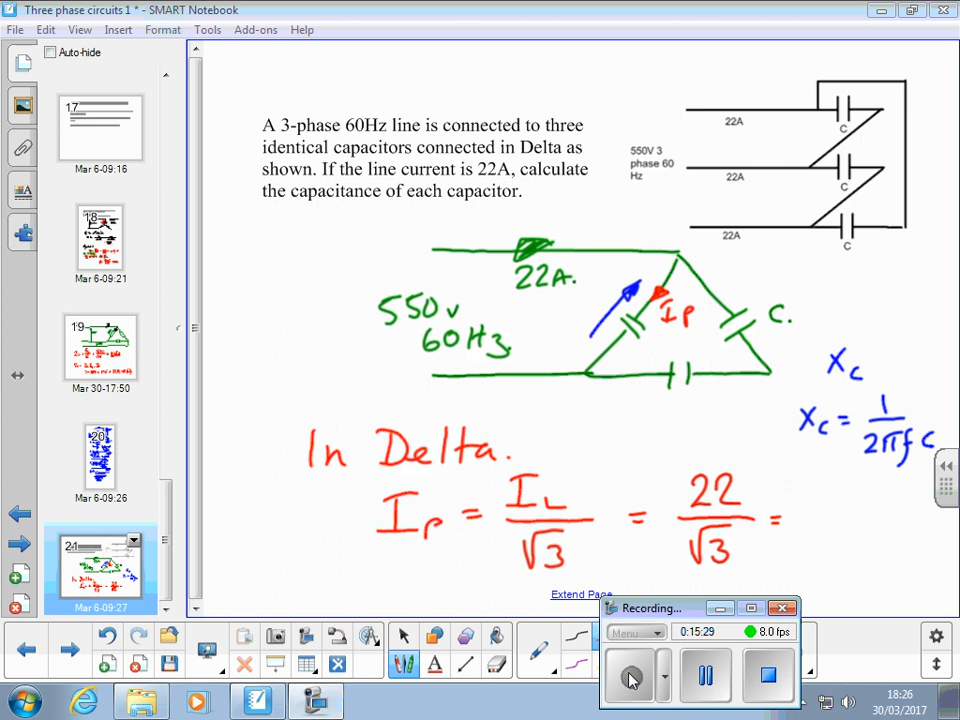 Three phase circuits 1 * - SMART Notebook
File Edit View Insert Format Tools Add-ons Help
Auto-hide
17
Mar 6-09:16
18
Mar 6-09:21
19
Mar 30-17:50
20
Mar 6-09:26
21
Mar 6-09:27
A 3-phase 60Hz line is connected to three
identical capacitors connected in Delta as
shown. If the line current is 22A, calculate
the capacitance of each capacitor.
550V 3
phase 60
Hz
22A
C
22A
C
22A
C
22A.
550v
60Hz.
IP
C.
Xc
Xc = 1 / 2πfC
In Delta.
IP = IL / √3 = 22 / √3 =
Extend Page
Recording...
Menu
0:15:29
8.0 fps
A
18:26
30/03/2017